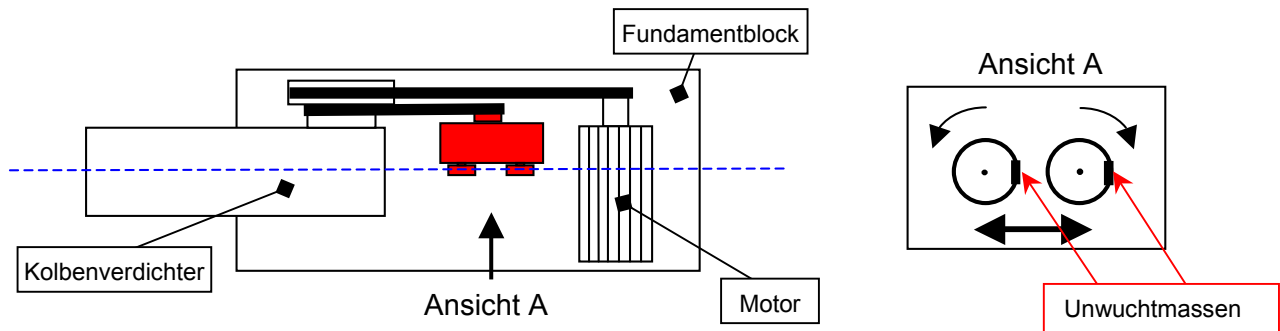 Fundamentblock
Ansicht A
Kolbenverdichter
Ansicht A
Motor
Unwuchtmassen